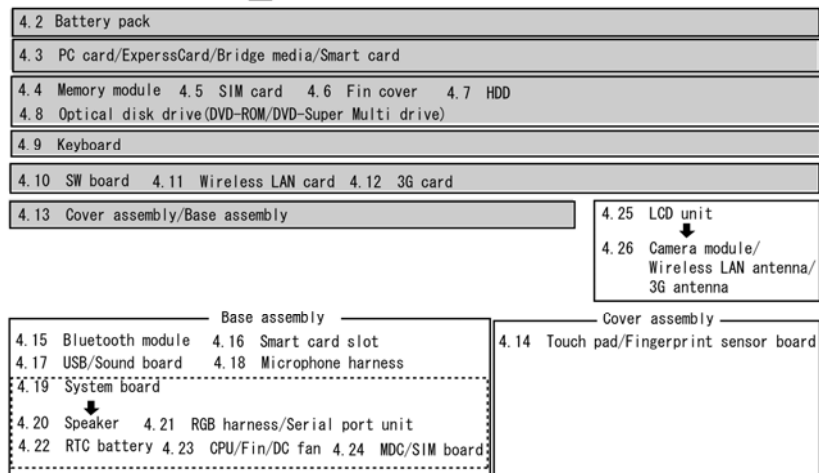 4.2 Battery pack
4.3 PC card/ExperssCard/Bridge media/Smart card
4.4 Memory module 4.5 SIM card 4.6 Fin cover 4.7 HDD
4.8 Optical disk drive(DVD-ROM/DVD-Super Multi drive)
4.9 Keyboard
4.10 SW board 4.11 Wireless LAN card 4.12 3G card
4.13 Cover assembly/Base assembly
4.25 LCD unit
4.26 Camera module/
Wireless LAN antenna/
3G antenna
Base assembly
4.15 Bluetooth module 4.16 Smart card slot
4.17 USB/Sound board 4.18 Microphone harness
4.19 System board
4.20 Speaker 4.21 RGB harness/Serial port unit
4.22 RTC battery 4.23 CPU/Fin/DC fan 4.24 MDC/SIM board
Cover assembly
4.14 Touch pad/Fingerprint sensor board